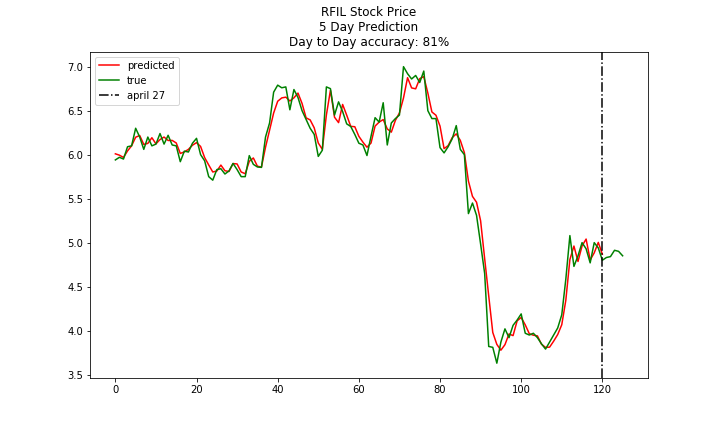 RFIL Stock Price
5 Day Prediction
Day to Day accuracy: 81%
predicted
true
april 27
7.0
6.5
6.0
5.5
5.0
4.5
4.0
3.5
0 20 40 60 80 100 120